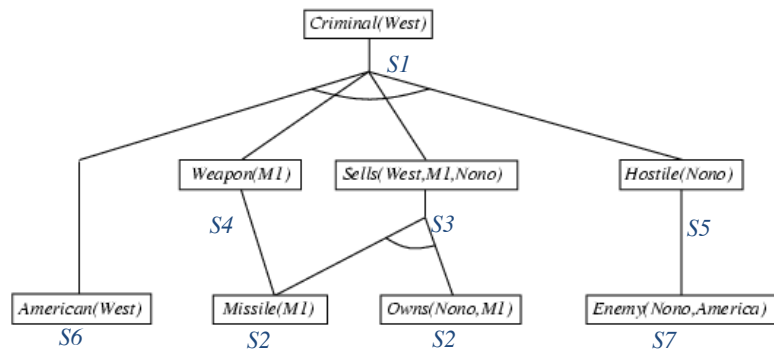 Criminal(West)
S1
Weapon(M1)
Sells(West,M1,Nono)
Hostile(Nono)
S4
S3
S5
American(West)
Missile(M1)
Owns(Nono,M1)
Enemy(Nono,America)
S6
S2
S2
S7